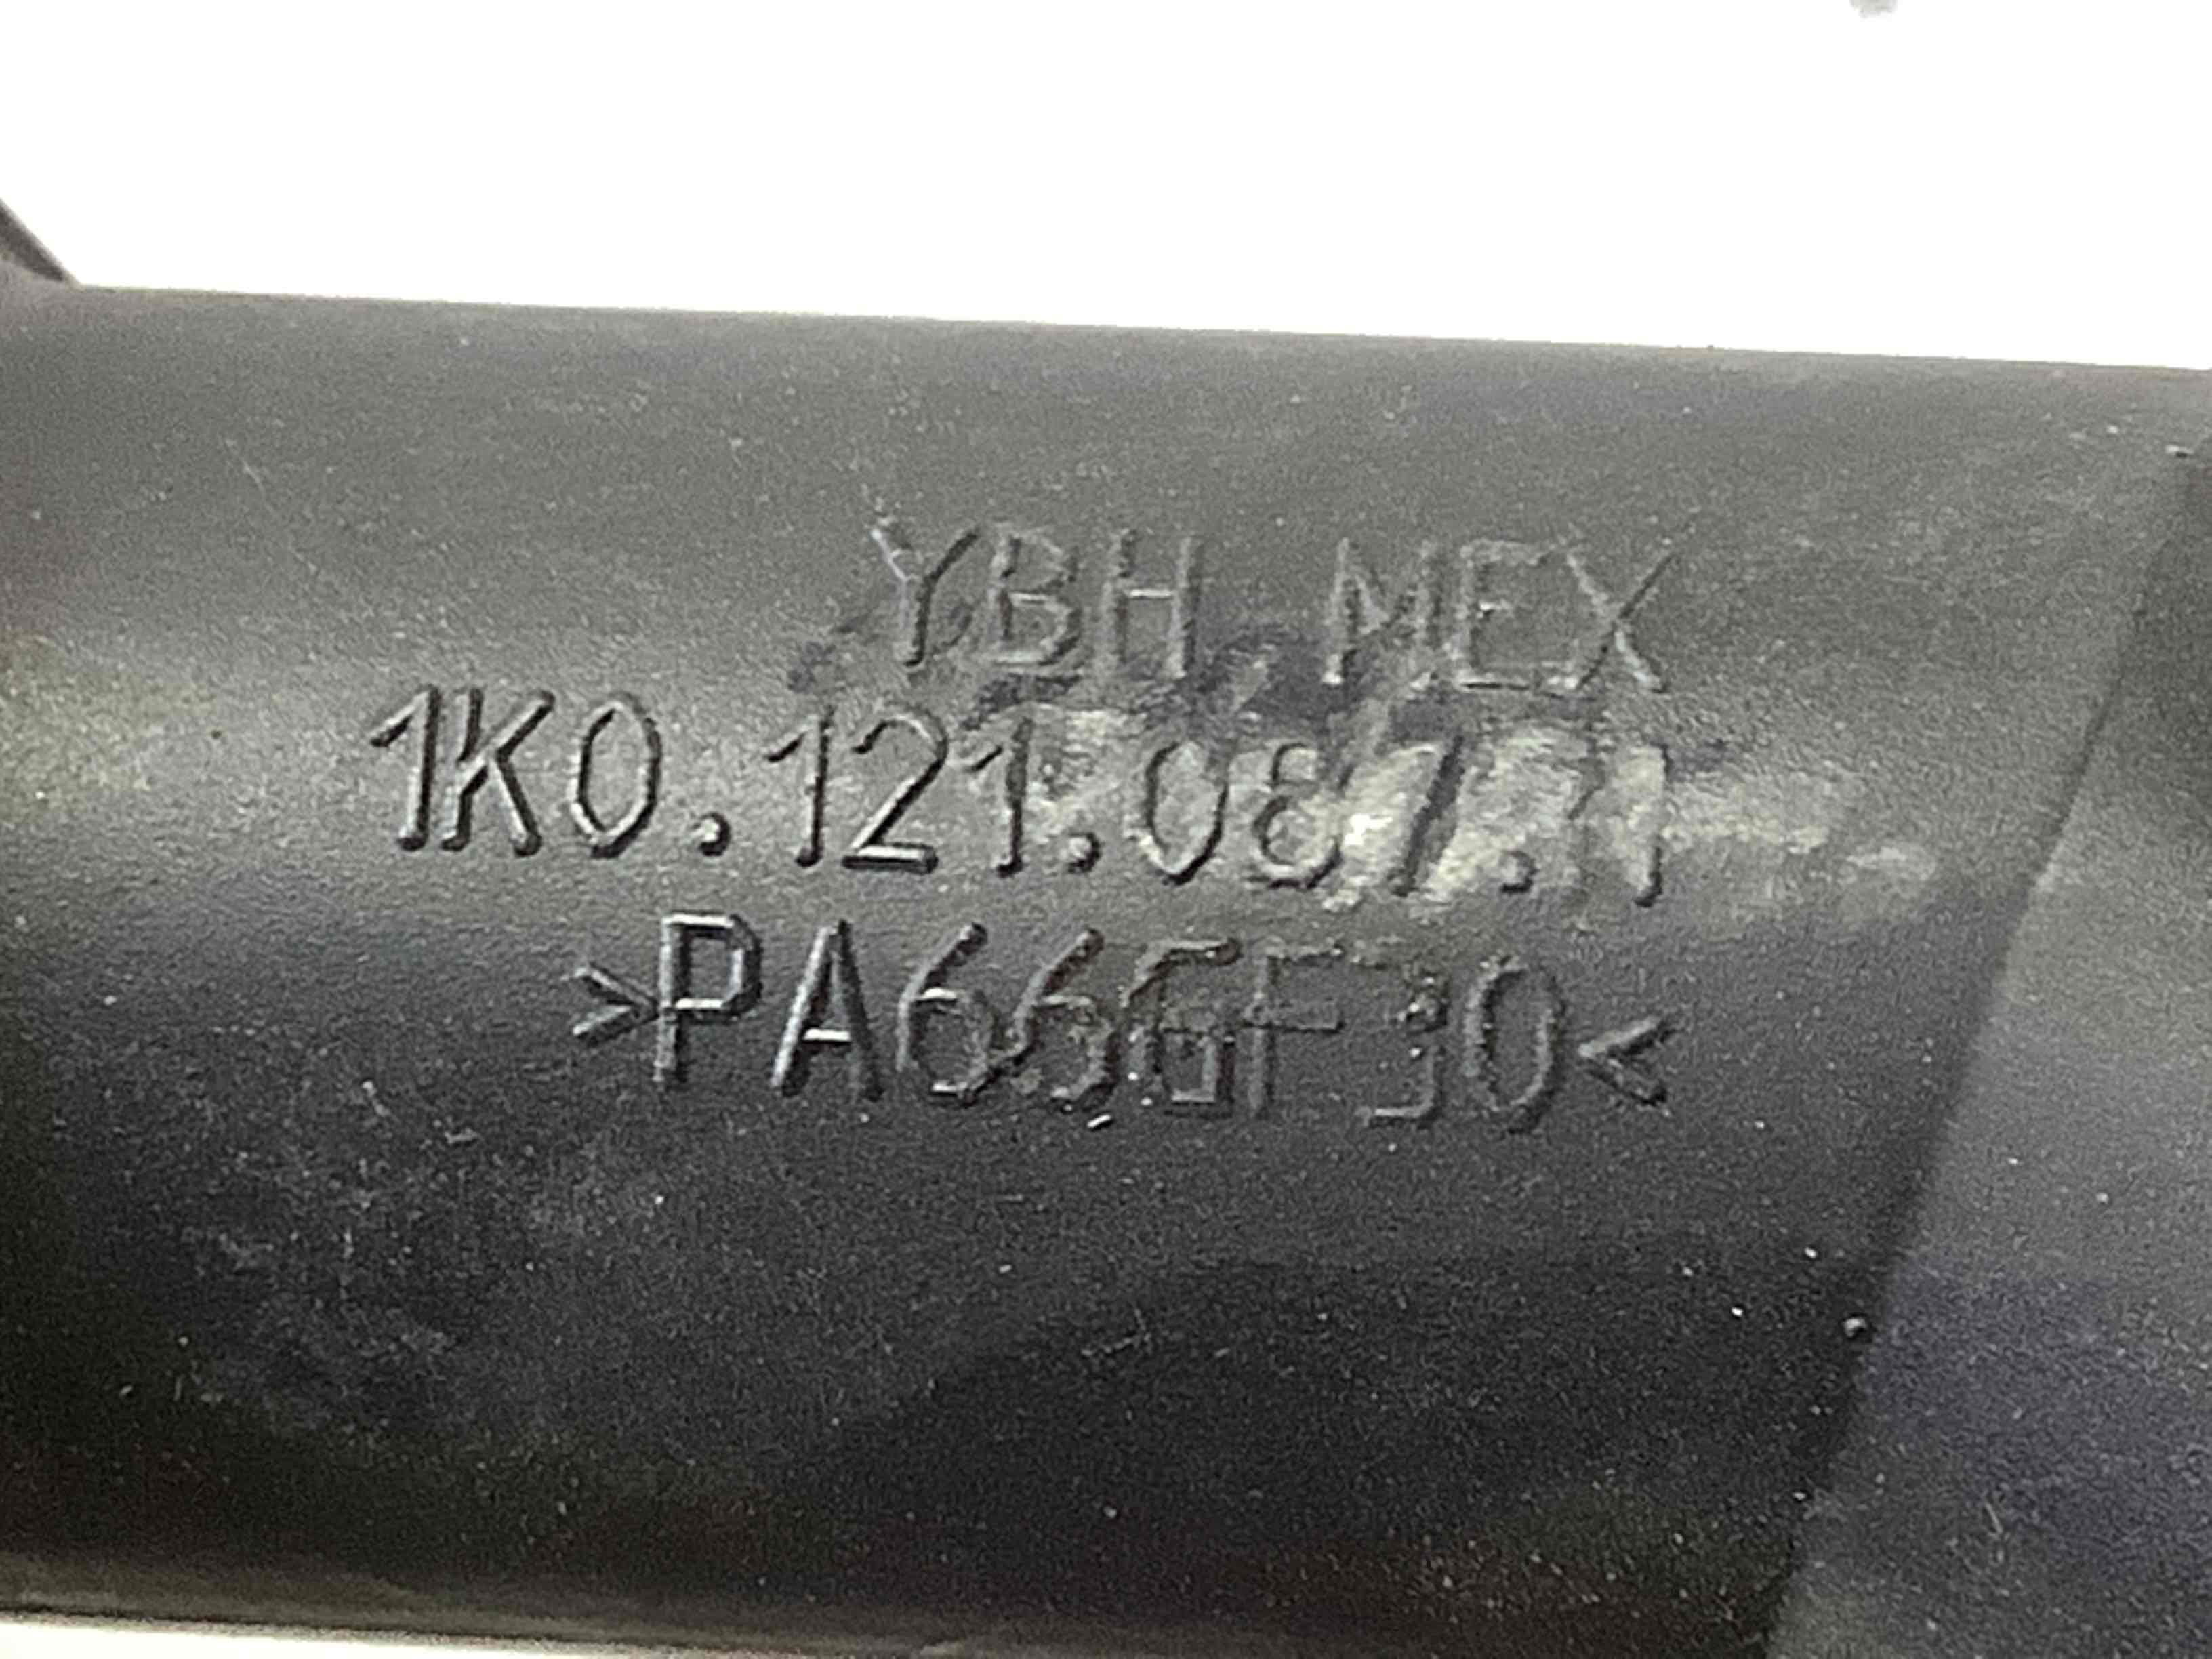 YBH, MEX
1K0.121.087.
>PA66GF30<